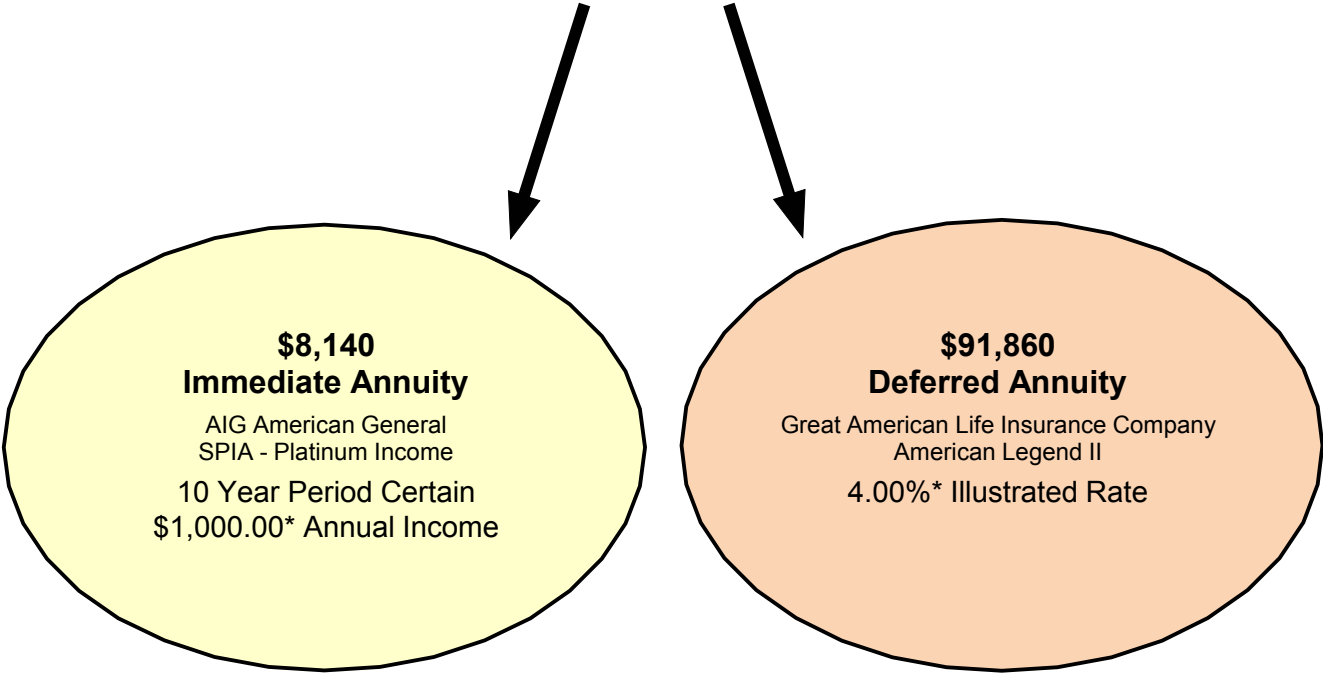 $8,140
Immediate Annuity
AIG American General
SPIA - Platinum Income
10 Year Period Certain
$1,000.00* Annual Income
$91,860
Deferred Annuity
Great American Life Insurance Company
American Legend II
4.00%* Illustrated Rate